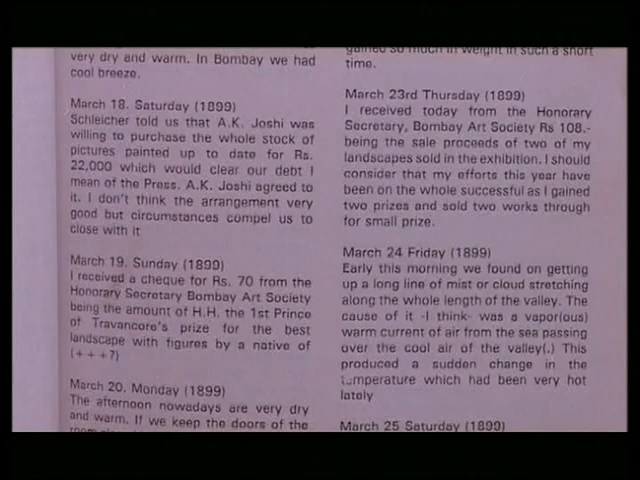 very dry and warm. In Bombay we had
cool breeze.
March 18. Saturday (1899)
Schleicher told us that A.K. Joshi was
willing to purchase the whole stock of
pictures painted up to date for Rs.
22,000 which would clear our debt I
mean of the Press. A.K. Joshi agreed to
it. I don't think the arrangement very
good but circumstances compel us to
close with it
March 19. Sunday (1899)
I received a cheque for Rs. 70 from the
Honorary Secretary Bombay Art Society
being the amount of H.H. the 1st Prince
of Travancore's prize for the best
landscape with figures by a native of
(+++?)
March 20. Monday (1899)
The afternoon nowadays are very dry
and warm. If we keep the doors of the
gained so much in weight in such a short
time.
March 23rd Thursday (1899)
I received today from the Honorary
Secretary, Bombay Art Society Rs 108.-
being the sale proceeds of two of my
landscapes sold in the exhibition. I should
consider that my efforts this year have
been on the whole successful as I gained
two prizes and sold two works through
for small prize.
March 24 Friday (1899)
Early this morning we found on getting
up a long line of mist or cloud stretching
along the whole length of the valley. The
cause of it -I think- was a vapor(ous)
warm current of air from the sea passing
over the cool air of the valley(.) This
produced a sudden change in the
temperature which had been very hot
lately
March 25 Saturday (1899)